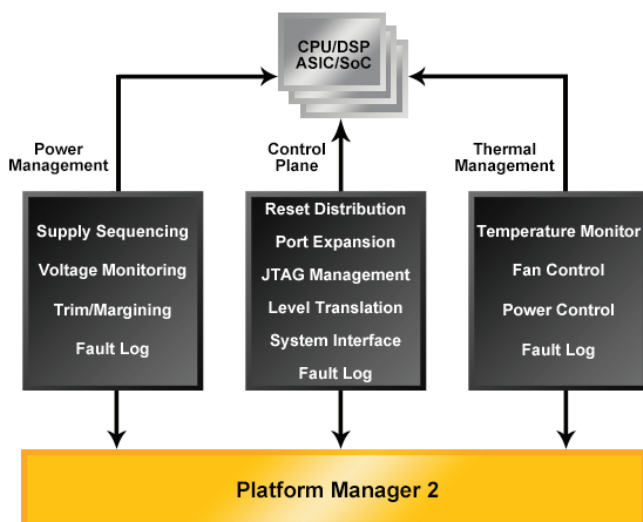 CPU/DSP
ASIC/SoC
Power
Management
Control
Plane
Thermal
Management
Supply Sequencing
Voltage Monitoring
Trim/Margining
Fault Log
Reset Distribution
Port Expansion
JTAG Management
Level Translation
System Interface
Fault Log
Temperature Monitor
Fan Control
Power Control
Fault Log
Platform Manager 2